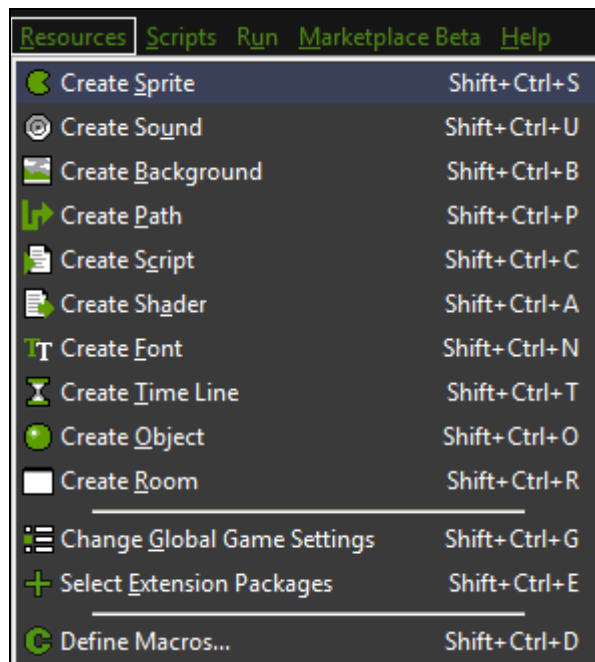 Resources Scripts Run Marketplace Beta Help
Create Sprite Shift+Ctrl+S
Create Sound Shift+Ctrl+U
Create Background Shift+Ctrl+B
Create Path Shift+Ctrl+P
Create Script Shift+Ctrl+C
Create Shader Shift+Ctrl+A
Create Font Shift+Ctrl+N
Create Time Line Shift+Ctrl+T
Create Object Shift+Ctrl+O
Create Room Shift+Ctrl+R
Change Global Game Settings Shift+Ctrl+G
Select Extension Packages Shift+Ctrl+E
Define Macros... Shift+Ctrl+D